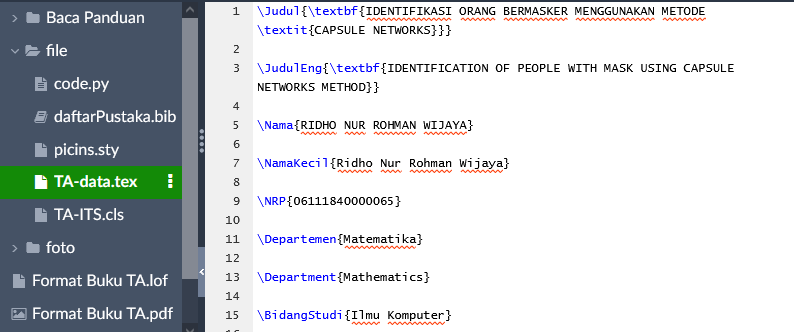 Baca Panduan
file
code.py
daftarPustaka.bib
picins.sty
TA-data.tex
TA-ITS.cls
foto
Format Buku TA.lof
Format Buku TA.pdf
1 \Judul{\textbf{IDENTIFIKASI ORANG BERMASKER MENGGUNAKAN METODE
\textit{CAPSULE NETWORKS}}}
2
3 \JudulEng{\textbf{IDENTIFICATION OF PEOPLE WITH MASK USING CAPSULE
NETWORKS METHOD}}
4
5 \Nama{RIDHO NUR ROHMAN WIJAYA}
6
7 \NamaKecil{Ridho Nur Rohman Wijaya}
8
9 \NRP{06111840000065}
10
11 \Departemen{Matematika}
12
13 \Department{Mathematics}
14
15 \BidangStudi{Ilmu Komputer}